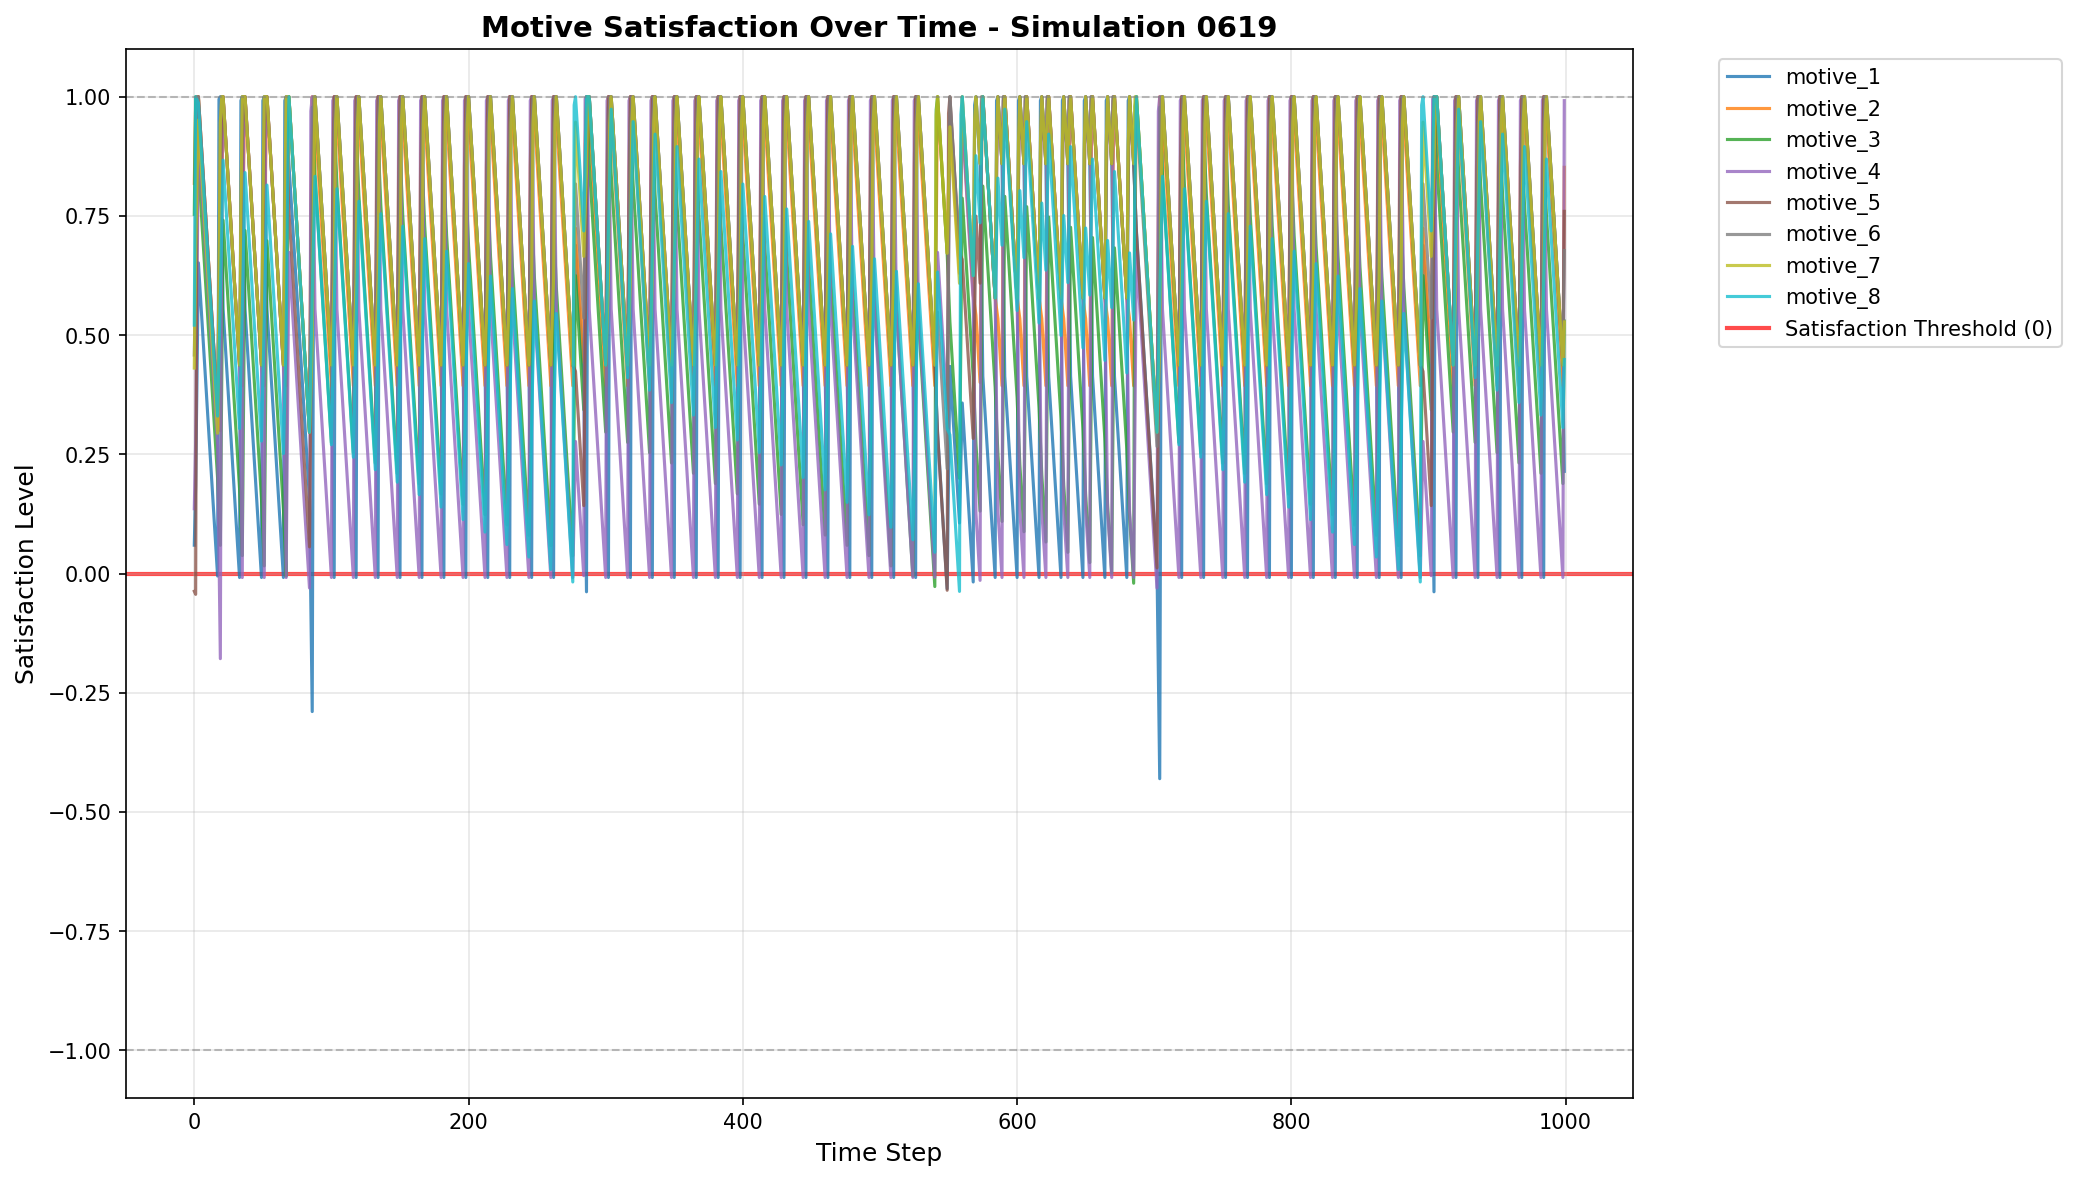 Motive Satisfaction Over Time - Simulation 0619
1.00
0.75
0.50
0.25
0.00
−0.25
−0.50
−0.75
−1.00
Satisfaction Level
0
200
400
600
800
1000
Time Step
motive_1
motive_2
motive_3
motive_4
motive_5
motive_6
motive_7
motive_8
Satisfaction Threshold (0)